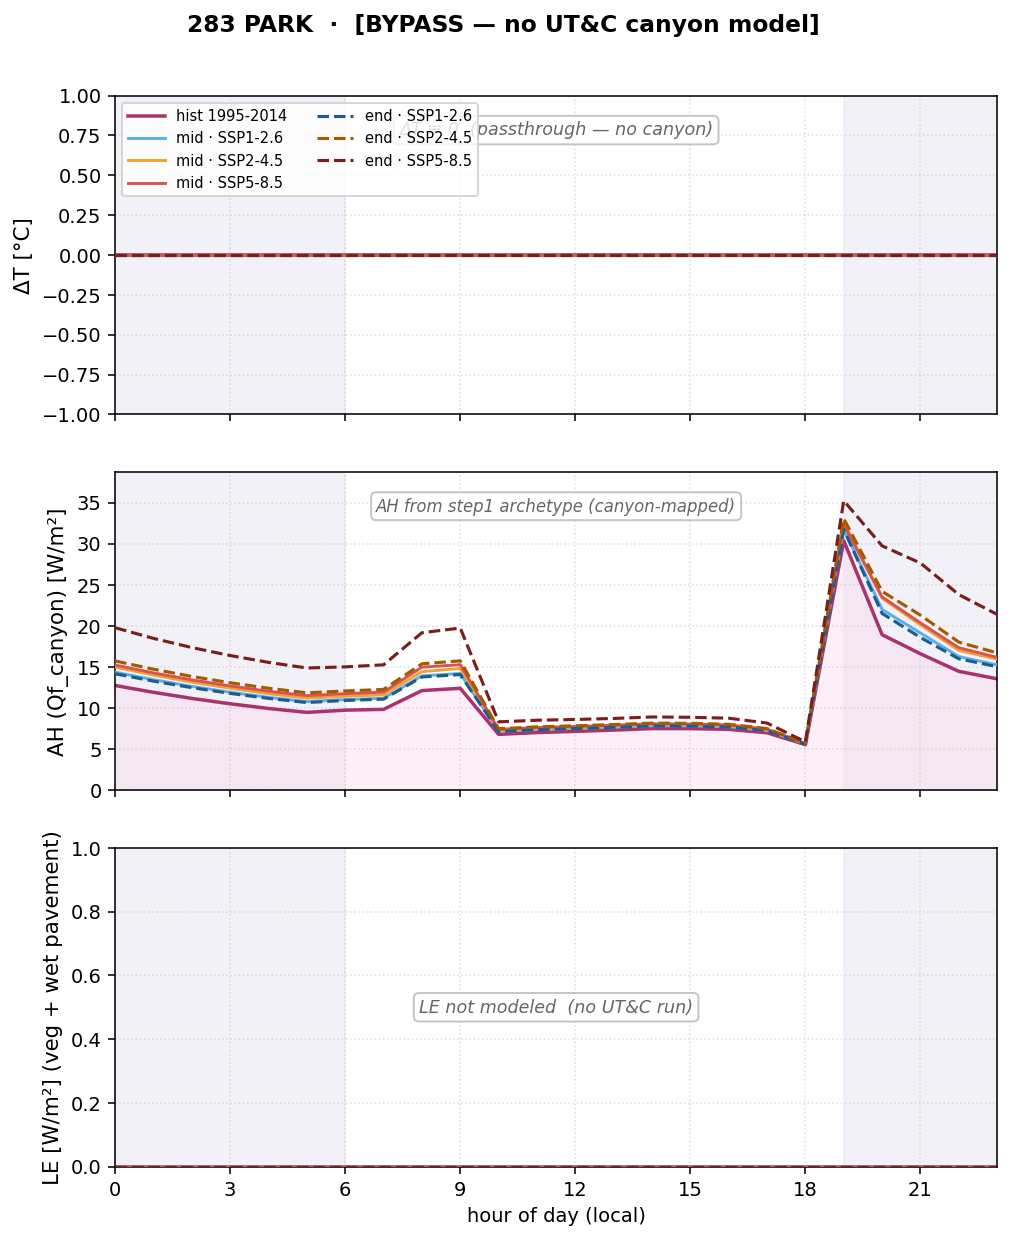 283 PARK · [BYPASS — no UT&C canyon model]
ΔT [°C]
1.00
0.75
0.50
0.25
0.00
−0.25
−0.50
−0.75
−1.00
hist 1995-2014
mid · SSP1-2.6
mid · SSP2-4.5
mid · SSP5-8.5
end · SSP1-2.6
end · SSP2-4.5
end · SSP5-8.5
(passthrough — no canyon)
AH (Qf_canyon) [W/m²]
35
30
25
20
15
10
5
0
AH from step1 archetype (canyon-mapped)
LE [W/m²] (veg + wet pavement)
1.0
0.8
0.6
0.4
0.2
0.0
LE not modeled (no UT&C run)
0 3 6 9 12 15 18 21
hour of day (local)